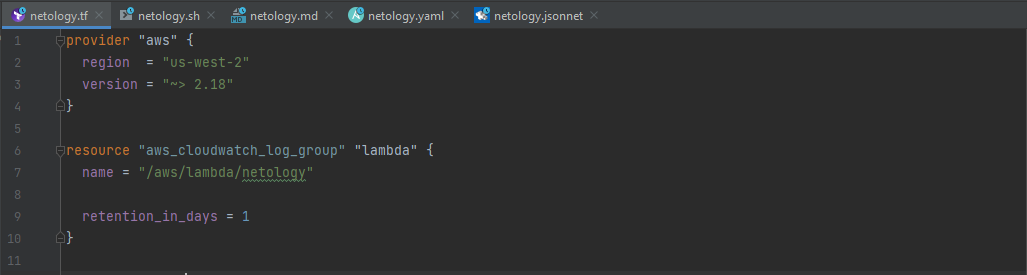 netology.tf netology.sh netology.md netology.yaml netology.jsonnet
1 provider "aws" {
2   region  = "us-west-2"
3   version = "~> 2.18"
4 }
5
6 resource "aws_cloudwatch_log_group" "lambda" {
7   name = "/aws/lambda/netology"
8
9   retention_in_days = 1
10 }
11